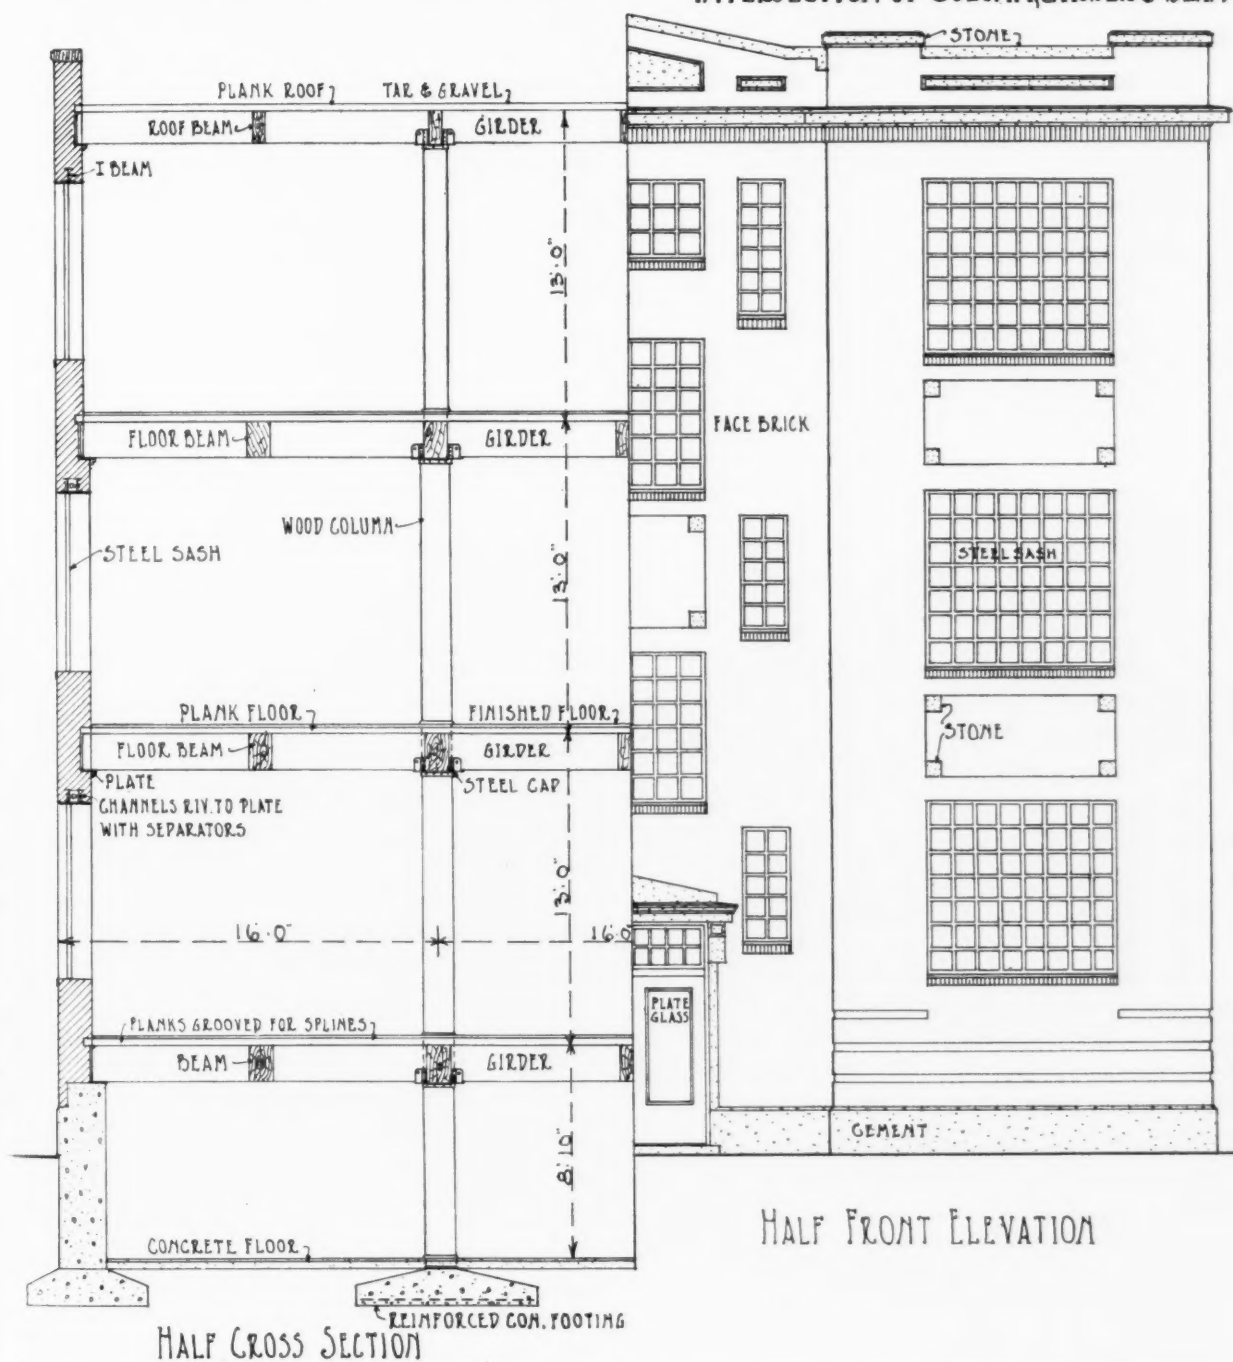 STONE
PLANK ROOF
TAR & GRAVEL
ROOF BEAM
GIRDER
I BEAM
13'-0"
FLOOR BEAM
GIRDER
FACE BRICK
WOOD COLUMN
STEEL SASH
13'-0"
STEEL SASH
PLANK FLOOR
FINISHED FLOOR
FLOOR BEAM
GIRDER
STONE
PLATE
STEEL CAP
CHANNELS RIV. TO PLATE
WITH SEPARATORS
13'-0"
16'-0"
16'-0
PLATE
GLASS
PLANKS GROOVED FOR SPLINES
BEAM
GIRDER
CEMENT
8'-10"
HALF FRONT ELEVATION
CONCRETE FLOOR
REINFORCED CON. FOOTING
HALF CROSS SECTION